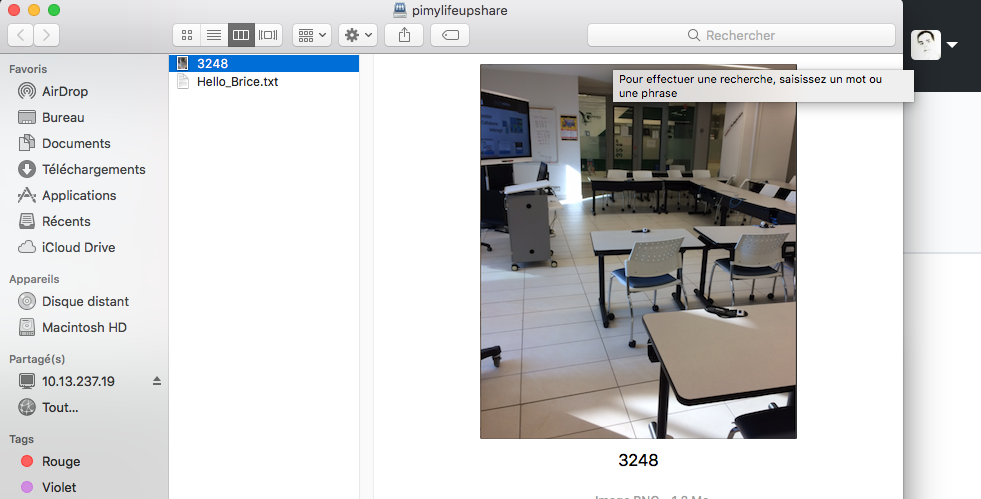 pimylifeupshare
Rechercher
Pour effectuer une recherche, saisissez un mot ou
une phrase
Favoris
AirDrop
Bureau
Documents
Téléchargements
Applications
Récents
iCloud Drive
Appareils
Disque distant
Macintosh HD
Partagé(s)
10.13.237.19
Tout...
Tags
Rouge
Violet
3248
Hello_Brice.txt
3248